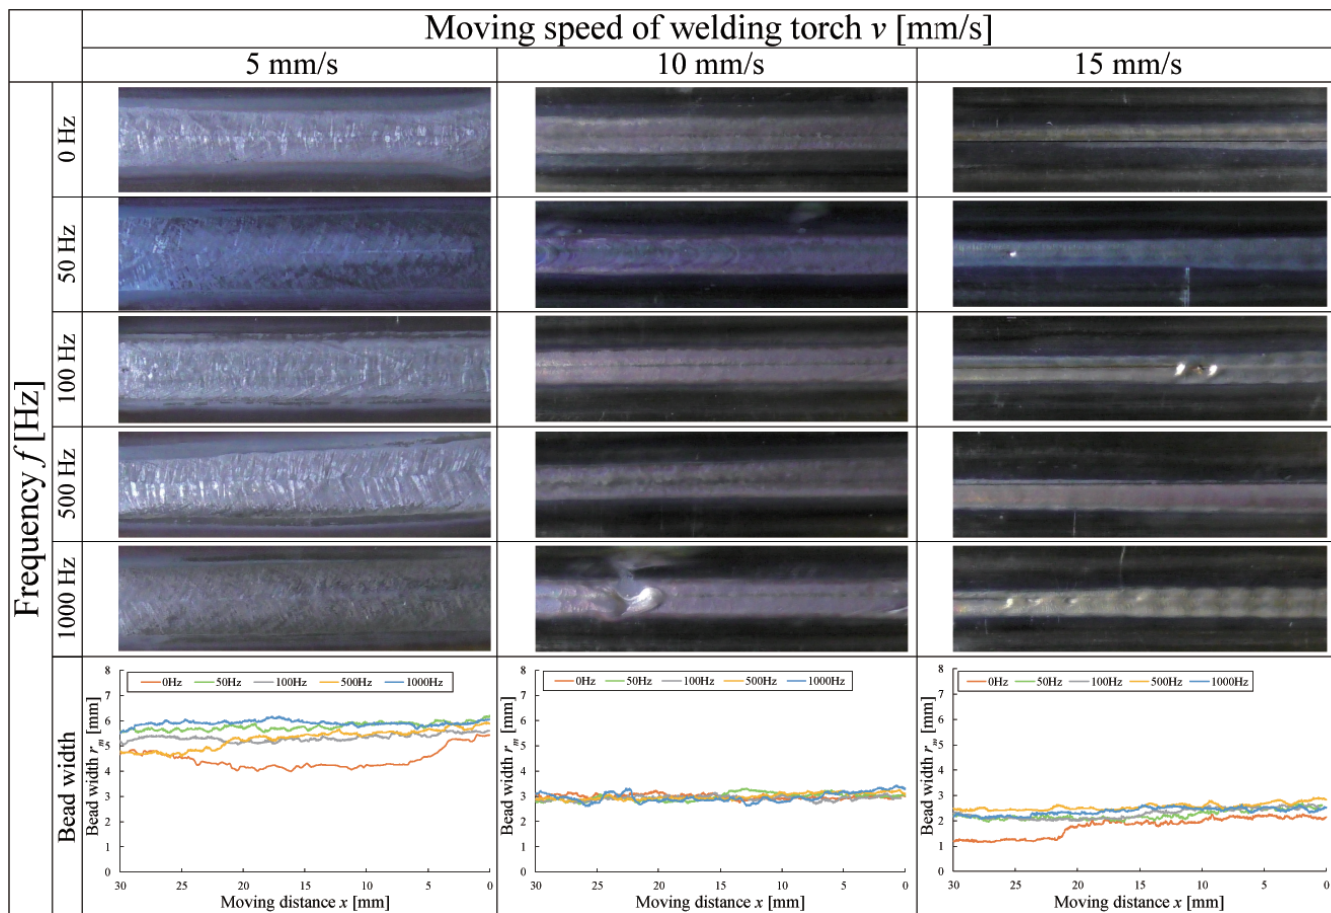 Moving speed of welding torch v [mm/s]
5 mm/s
10 mm/s
15 mm/s
Frequency f [Hz]
0 Hz
50 Hz
100 Hz
500 Hz
1000 Hz
Bead width
Bead width rm [mm]
8
7
6
5
4
3
2
1
0
0Hz 50Hz 100Hz 500Hz 1000Hz
30 25 20 15 10 5 0
Moving distance x [mm]
Bead width rm [mm]
8
7
6
5
4
3
2
1
0
0Hz 50Hz 100Hz 500Hz 1000Hz
30 25 20 15 10 5 0
Moving distance x [mm]
Bead width rm [mm]
8
7
6
5
4
3
2
1
0
0Hz 50Hz 100Hz 500Hz 1000Hz
30 25 20 15 10 5 0
Moving distance x [mm]